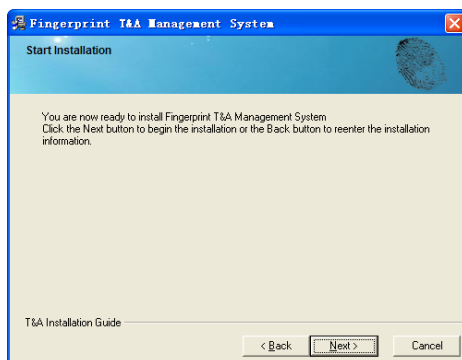 Fingerprint T&A Management System
Start Installation
You are now ready to install Fingerprint T&A Management System
Click the Next button to begin the installation or the Back button to reenter the installation
information.
T&A Installation Guide
< Back
Next >
Cancel